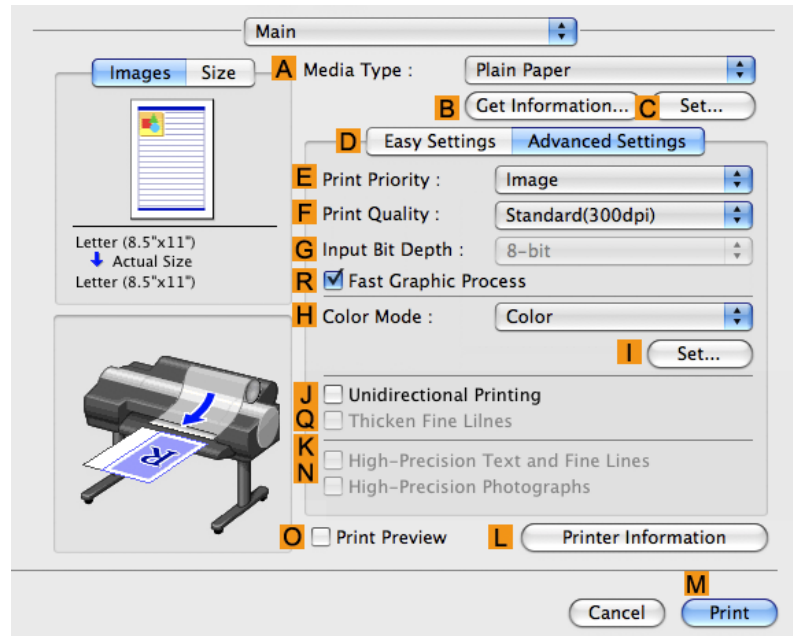 Main
Images Size
A Media Type : Plain Paper
B Get Information... C Set...
D Easy Settings Advanced Settings
E Print Priority : Image
F Print Quality : Standard(300dpi)
G Input Bit Depth : 8-bit
R Fast Graphic Process
H Color Mode : Color
I Set...
J Unidirectional Printing
Q Thicken Fine Lilnes
K High-Precision Text and Fine Lines
N High-Precision Photographs
Letter (8.5"x11")
Actual Size
Letter (8.5"x11")
R
O Print Preview L Printer Information
M
Cancel Print